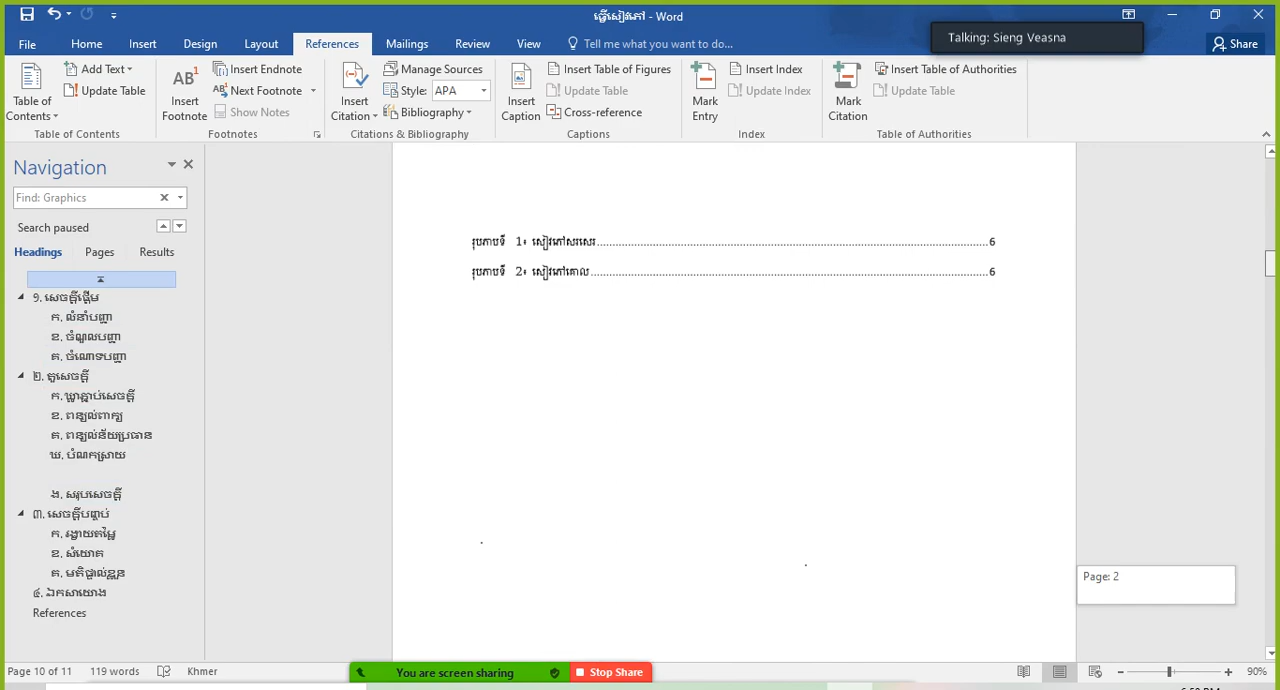 ធ្វើសៀវភៅ - Word
Talking: Sieng Veasna
File Home Insert Design Layout References Mailings Review View Tell me what you want to do... Share
Table of Contents
Add Text
Update Table
Table of Contents
AB1
Insert Footnote
Insert Endnote
Next Footnote
Show Notes
Footnotes
Insert Citation
Manage Sources
Style: APA
Bibliography
Citations & Bibliography
Insert Caption
Insert Table of Figures
Update Table
Cross-reference
Captions
Mark Entry
Insert Index
Update Index
Index
Mark Citation
Insert Table of Authorities
Update Table
Table of Authorities
Navigation
Find: Graphics
Search paused
Headings Pages Results
១. សេចក្តីផ្តើម
ក. លំនាំបញ្ហា
ខ. ចំណូលបញ្ហា
គ. ចំណោទបញ្ហា
២. តួសេចក្តី
ក. ឃ្លាភ្ជាប់សេចក្តី
ខ. ពន្យល់ពាក្យ
គ. ពន្យល់ន័យប្រធាន
ឃ. បំណកស្រាយ
ង. សរុបសេចក្តី
៣. សេចក្តីបញ្ចប់
ក. រង្វាយតម្លៃ
ខ. សំយោគ
គ. មតិផ្ទាល់ខ្លួន
៤. ឯកសាយោង
References
រុបភាបទី 1៖ សៀវភៅសរសេរ....................6
រុបភាបទី 2៖ សៀវភៅគោល....................6
Page: 2
Page 10 of 11 119 words Khmer
You are screen sharing Stop Share
90%